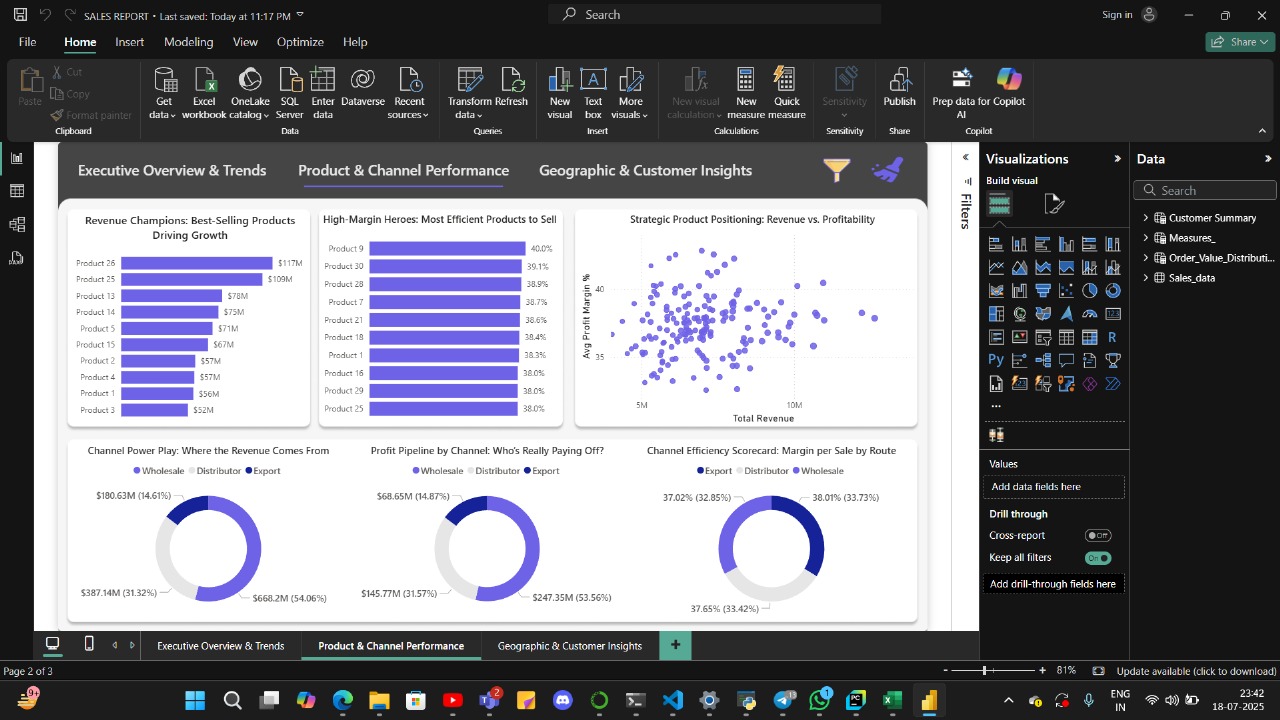 SALES REPORT • Last saved: Today at 11:17 PM
Search
Sign in
File Home Insert Modeling View Optimize Help
Share
Paste
Cut
Copy
Format painter
Clipboard
Get data
Excel workbook
OneLake catalog
SQL Server
Enter data
Dataverse
Recent sources
Data
Transform data
Refresh
Queries
New visual
Text box
More visuals
Insert
New visual calculation
New measure
Quick measure
Calculations
Sensitivity
Sensitivity
Publish
Share
Prep data for AI
Copilot
Copilot
Executive Overview & Trends
Product & Channel Performance
Geographic & Customer Insights
Revenue Champions: Best-Selling Products
Driving Growth
Product 26 $117M
Product 25 $109M
Product 13 $78M
Product 14 $75M
Product 5 $71M
Product 15 $67M
Product 2 $57M
Product 4 $57M
Product 1 $56M
Product 3 $52M
High-Margin Heroes: Most Efficient Products to Sell
Product 9 40.0%
Product 30 39.1%
Product 28 38.9%
Product 7 38.7%
Product 21 38.6%
Product 18 38.4%
Product 1 38.3%
Product 16 38.0%
Product 29 38.0%
Product 25 38.0%
Strategic Product Positioning: Revenue vs. Profitability
Avg Profit Margin %
40
35
5M 10M
Total Revenue
Channel Power Play: Where the Revenue Comes From
Wholesale Distributor Export
$180.63M (14.61%)
$387.14M (31.32%)
$668.2M (54.06%)
Profit Pipeline by Channel: Who's Really Paying Off?
Wholesale Distributor Export
$68.65M (14.87%)
$145.77M (31.57%)
$247.35M (53.56%)
Channel Efficiency Scorecard: Margin per Sale by Route
Export Distributor Wholesale
37.02% (32.85%)
38.01% (33.73%)
37.65% (33.42%)
Filters
Visualizations
Build visual
123
R
Py
Values
Add data fields here
Drill through
Cross-report Off
Keep all filters On
Add drill-through fields here
Data
Search
Customer Summary
Measures_
Order_Value_Distributi...
Sales_data
Executive Overview & Trends
Product & Channel Performance
Geographic & Customer Insights
+
Page 2 of 3
- + 81%
Update available (click to download)
9+
2
13
1
PC
ENG
IN
23:42
18-07-2025